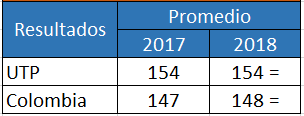 Resultados Promedio
2017 2018
UTP 154 154 =
Colombia 147 148 =